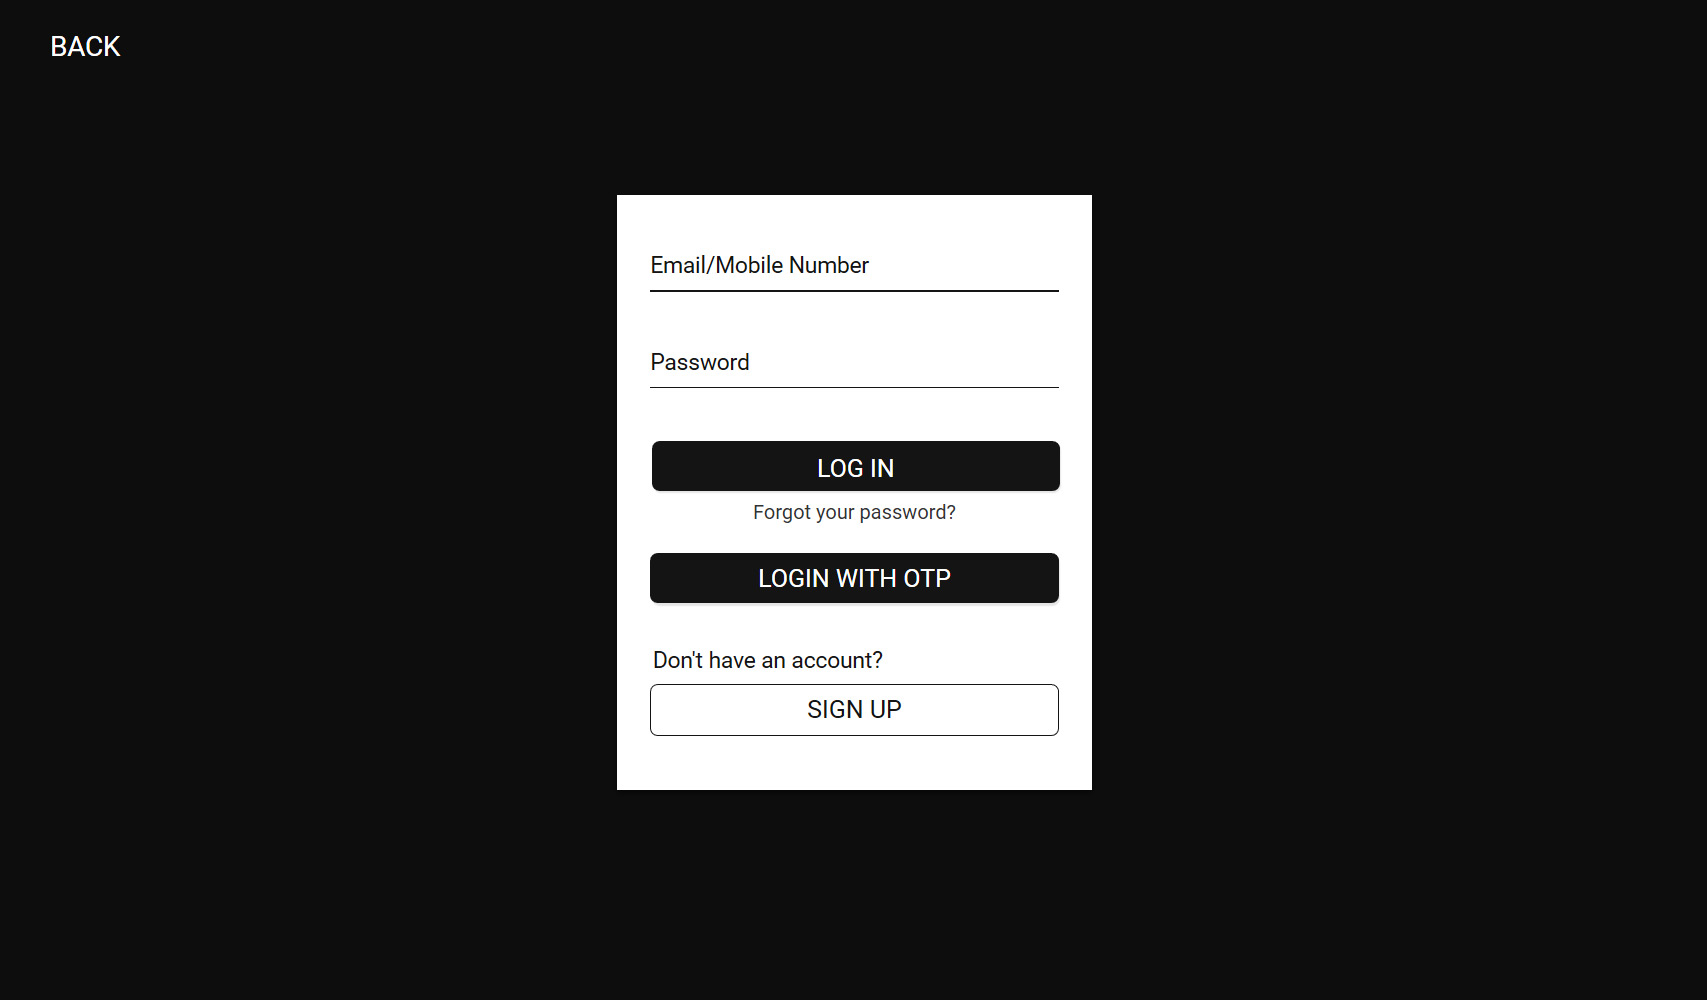 BACK
Email/Mobile Number
Password
LOG IN
Forgot your password?
LOGIN WITH OTP
Don't have an account?
SIGN UP